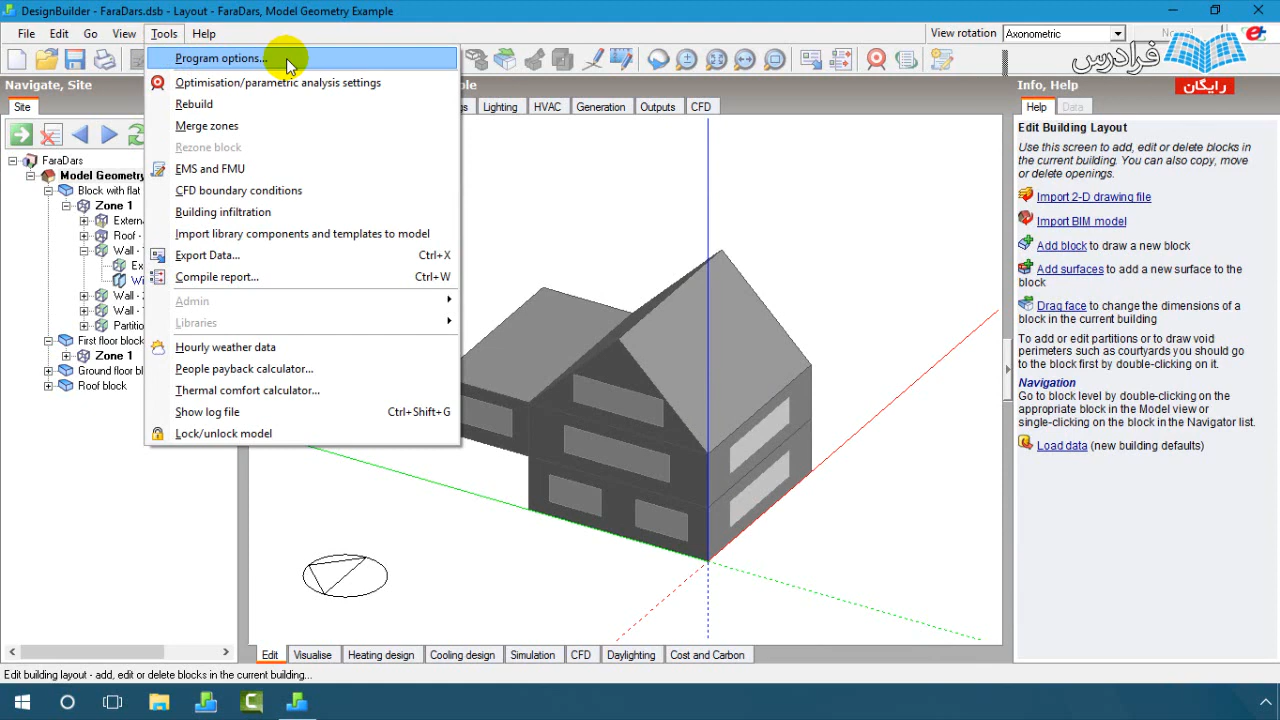 DesignBuilder - FaraDars.dsb - Layout - FaraDars, Model Geometry Example
File Edit Go View Tools Help
View rotation Axonometric
Normal
فرادرس
رایگان
Program options...
Optimisation/parametric analysis settings
Rebuild
Merge zones
Rezone block
EMS and FMU
CFD boundary conditions
Building infiltration
Import library components and templates to model
Export Data... Ctrl+X
Compile report... Ctrl+W
Admin
Libraries
Hourly weather data
People payback calculator...
Thermal comfort calculator...
Show log file Ctrl+Shift+G
Lock/unlock model
Navigate, Site
Site
FaraDars
Model Geometry
Block with flat
Zone 1
Extern
Roof -
Wall -
Ex
Wi
Wall -
Wall -
Partitio
First floor block
Zone 1
Ground floor bl
Roof block
Lighting HVAC Generation Outputs CFD
Info, Help
Help Data
Edit Building Layout
Use this screen to add, edit or delete blocks in
the current building. You can also copy, move
or delete openings.
Import 2-D drawing file
Import BIM model
Add block to draw a new block
Add surfaces to add a new surface to the
block
Drag face to change the dimensions of a
block in the current building
To add or edit partitions or to draw void
perimeters such as courtyards you should go
to the block first by double-clicking on it.
Navigation
Go to block level by double-clicking on the
appropriate block in the Model view or
single-clicking on the block in the Navigator list.
Load data (new building defaults)
Edit Visualise Heating design Cooling design Simulation CFD Daylighting Cost and Carbon
Edit building layout - add, edit or delete blocks in the current building...